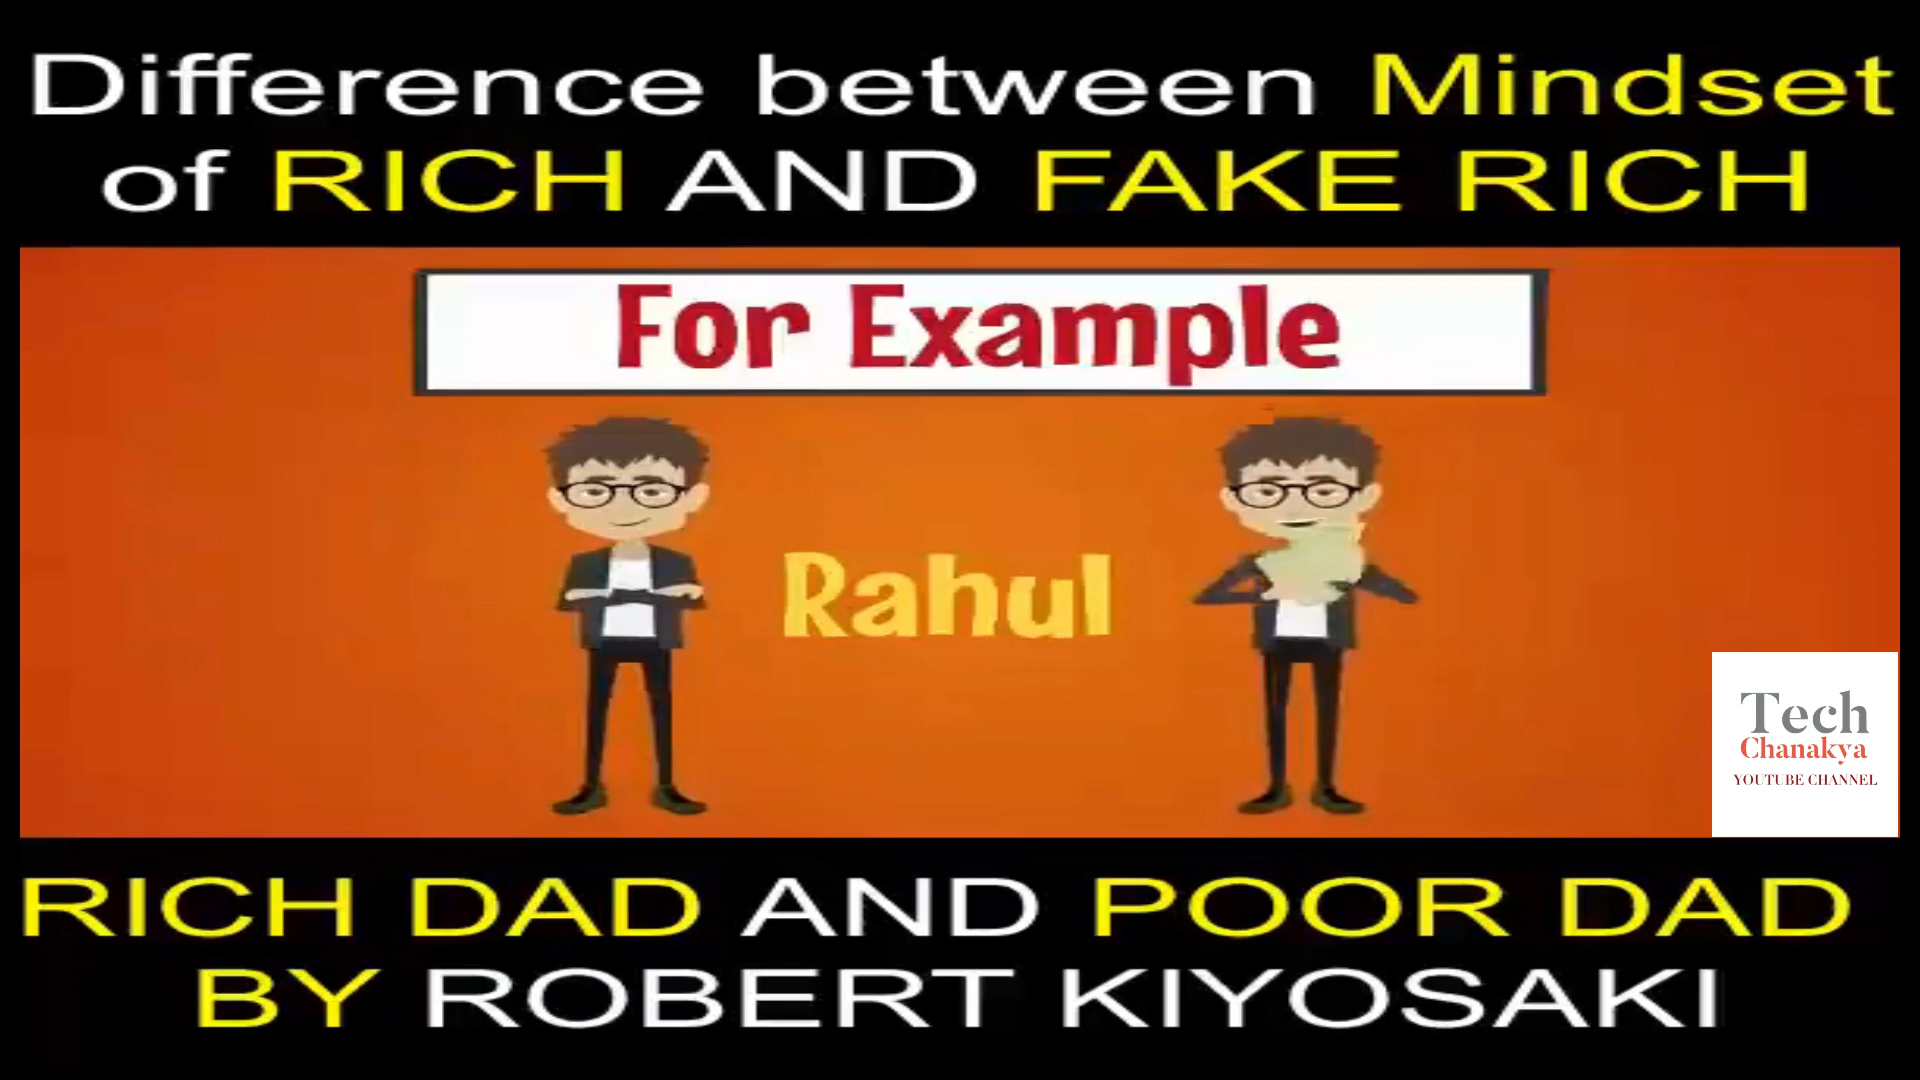 Difference between Mindset
of RICH AND FAKE RICH
For Example
Rahul
Tech
Chanakya
YOUTUBE CHANNEL
RICH DAD AND POOR DAD
BY ROBERT KIYOSAKI